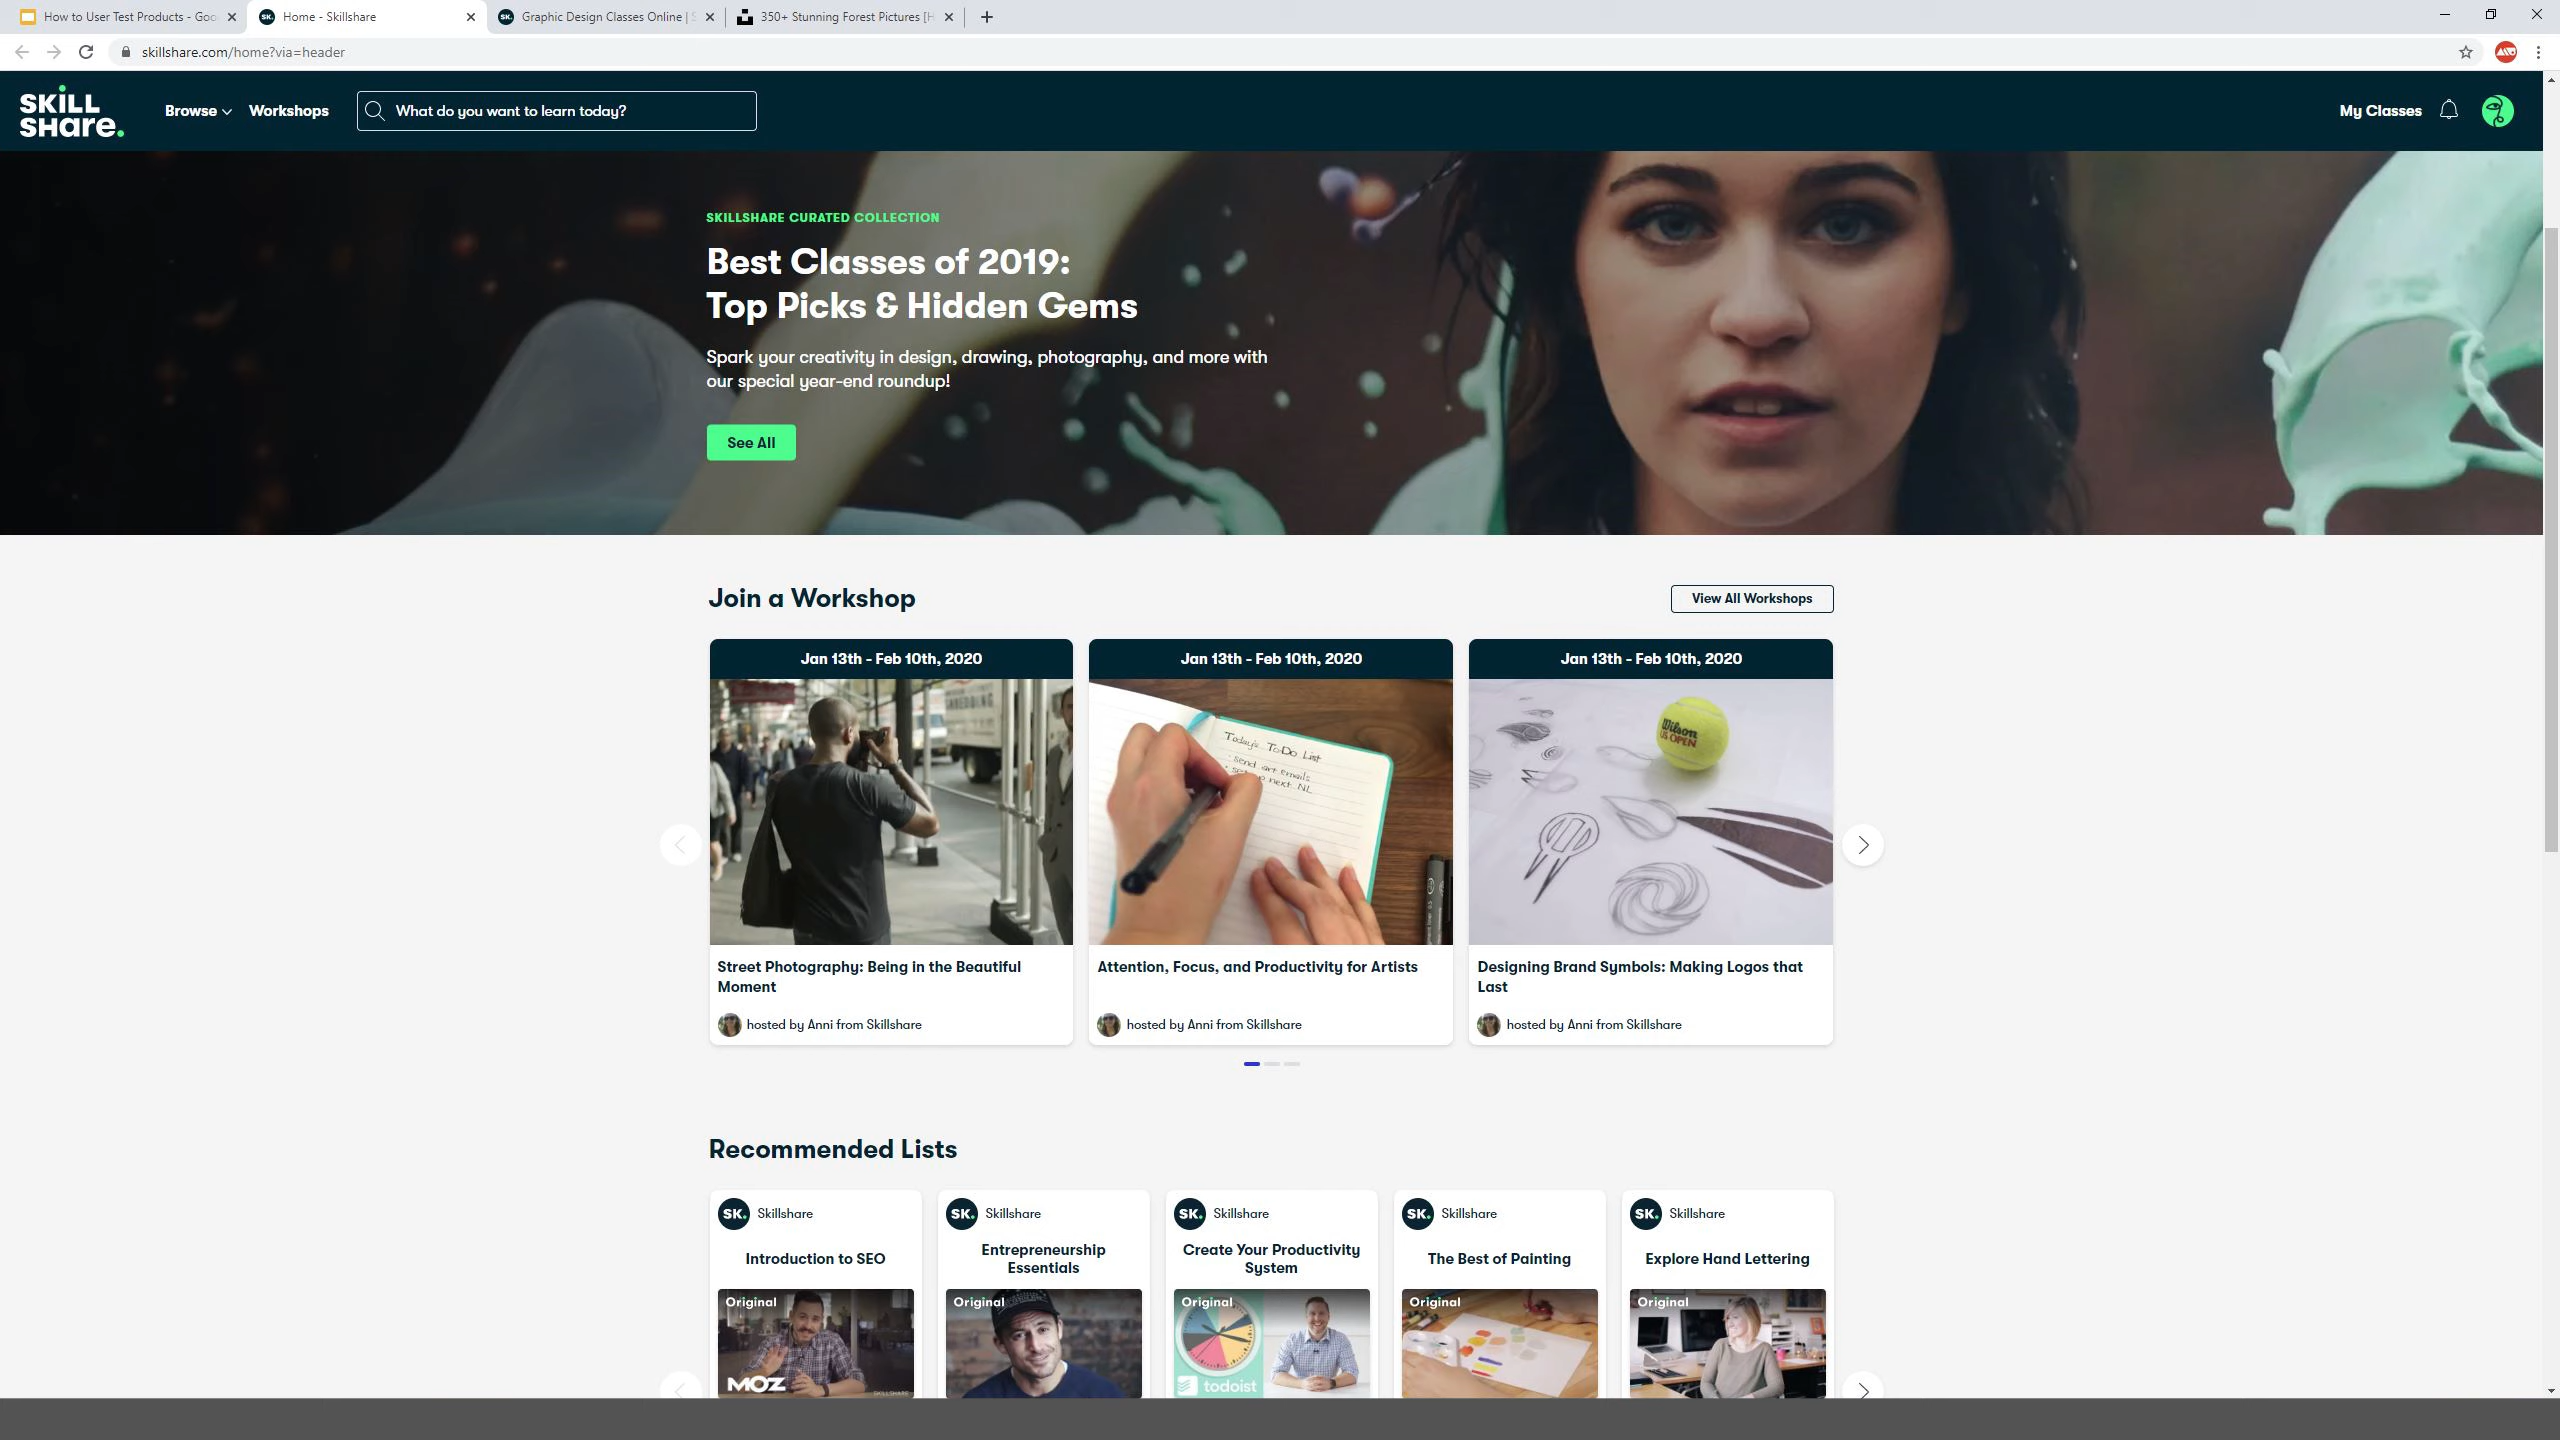 How to User Test Products - Goo
Home - Skillshare
Graphic Design Classes Online | S
350+ Stunning Forest Pictures [H
skillshare.com/home?via=header
SKILL
SHare.
Browse
Workshops
What do you want to learn today?
My Classes
SKILLSHARE CURATED COLLECTION
Best Classes of 2019:
Top Picks & Hidden Gems
Spark your creativity in design, drawing, photography, and more with
our special year-end roundup!
See All
Join a Workshop
View All Workshops
Jan 13th - Feb 10th, 2020
Jan 13th - Feb 10th, 2020
Jan 13th - Feb 10th, 2020
Today's ToDo List
send art emails
next NL
Wilson
US OPEN
Street Photography: Being in the Beautiful
Moment
Attention, Focus, and Productivity for Artists
Designing Brand Symbols: Making Logos that
Last
hosted by Anni from Skillshare
hosted by Anni from Skillshare
hosted by Anni from Skillshare
Recommended Lists
SK. Skillshare
SK. Skillshare
SK. Skillshare
SK. Skillshare
SK. Skillshare
Introduction to SEO
Entrepreneurship
Essentials
Create Your Productivity
System
The Best of Painting
Explore Hand Lettering
Original
Original
Original
Original
Original
MOZ
SKILLSHARE
todoist